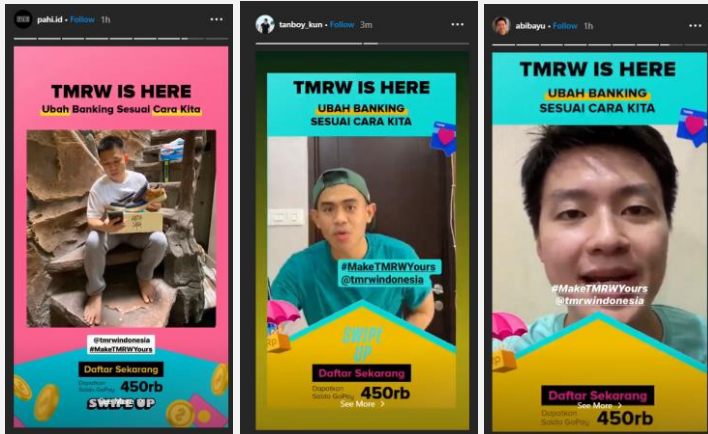 pahi.id • Follow 1h
TMRW IS HERE
Ubah Banking Sesuai Cara Kita
@tmrwindonesia
#MakeTMRWYours
Daftar Sekarang
Dapatkan
Saldo GoPay
450rb
See More
SWIPE UP
tanboy_kun • Follow 3m
TMRW IS HERE
UBAH BANKING
SESUAI CARA KITA
#MakeTMRWYours
@tmrwindonesia
SWIPE
UP
Daftar Sekarang
Dapatkan
Saldo GoPay
450rb
See More >
abibayu • Follow 1h
TMRW IS HERE
UBAH BANKING
SESUAI CARA KITA
#MakeTMRWYours
@tmrwindonesia
Daftar Sekarang
See More >
Dapatkan
Saldo GoPay
450rb